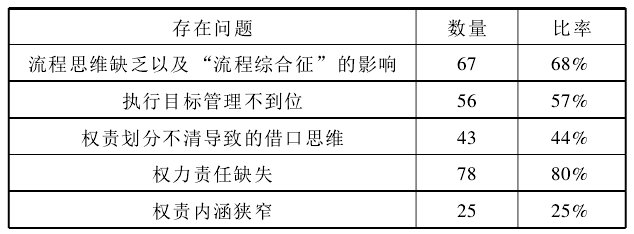 存在问题 数量 比率
流程思维缺乏以及“流程综合征”的影响 67 68%
执行目标管理不到位 56 57%
权责划分不清导致的借口思维 43 44%
权力责任缺失 78 80%
权责内涵狭窄 25 25%